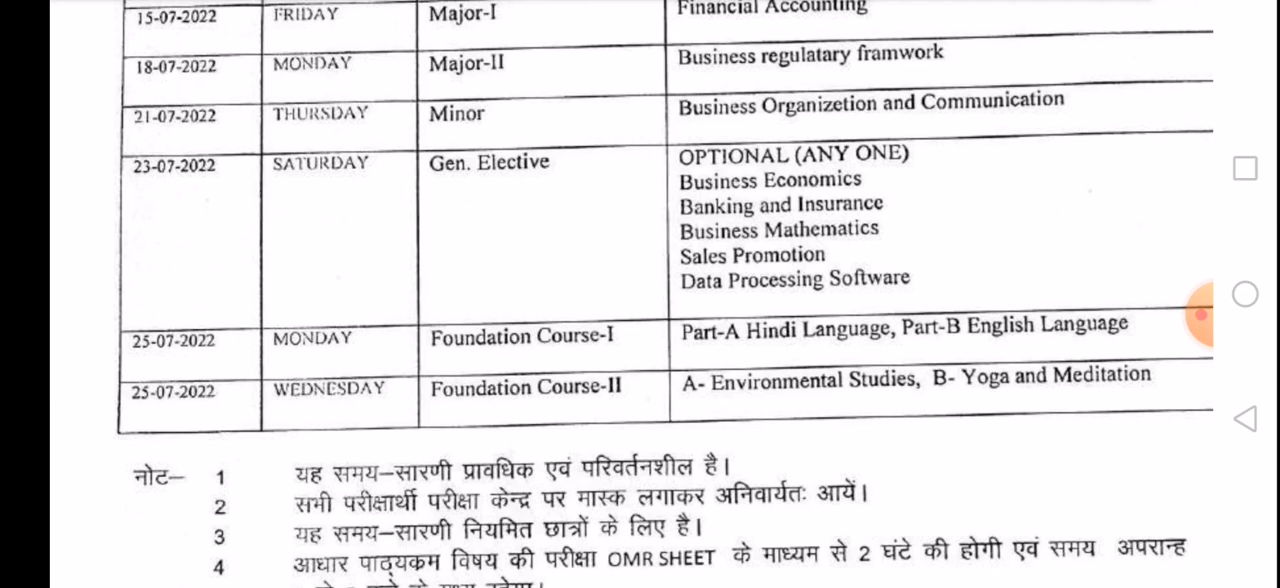 15-07-2022 FRIDAY Major-I Financial Accounting
18-07-2022 MONDAY Major-II Business regulatary framwork
21-07-2022 THURSDAY Minor Business Organizetion and Communication
23-07-2022 SATURDAY Gen. Elective OPTIONAL (ANY ONE)
Business Economics
Banking and Insurance
Business Mathematics
Sales Promotion
Data Processing Software
25-07-2022 MONDAY Foundation Course-I Part-A Hindi Language, Part-B English Language
25-07-2022 WEDNESDAY Foundation Course-II A- Environmental Studies, B- Yoga and Meditation
नोट– 1 यह समय–सारणी प्रावधिक एवं परिवर्तनशील है।
2 सभी परीक्षार्थी परीक्षा केन्द्र पर मास्क लगाकर अनिवार्यतः आयें।
3 यह समय–सारणी नियमित छात्रों के लिए है।
4 आधार पाठ्यकम विषय की परीक्षा OMR SHEET के माध्यम से 2 घंटे की होगी एवं समय अपरान्ह